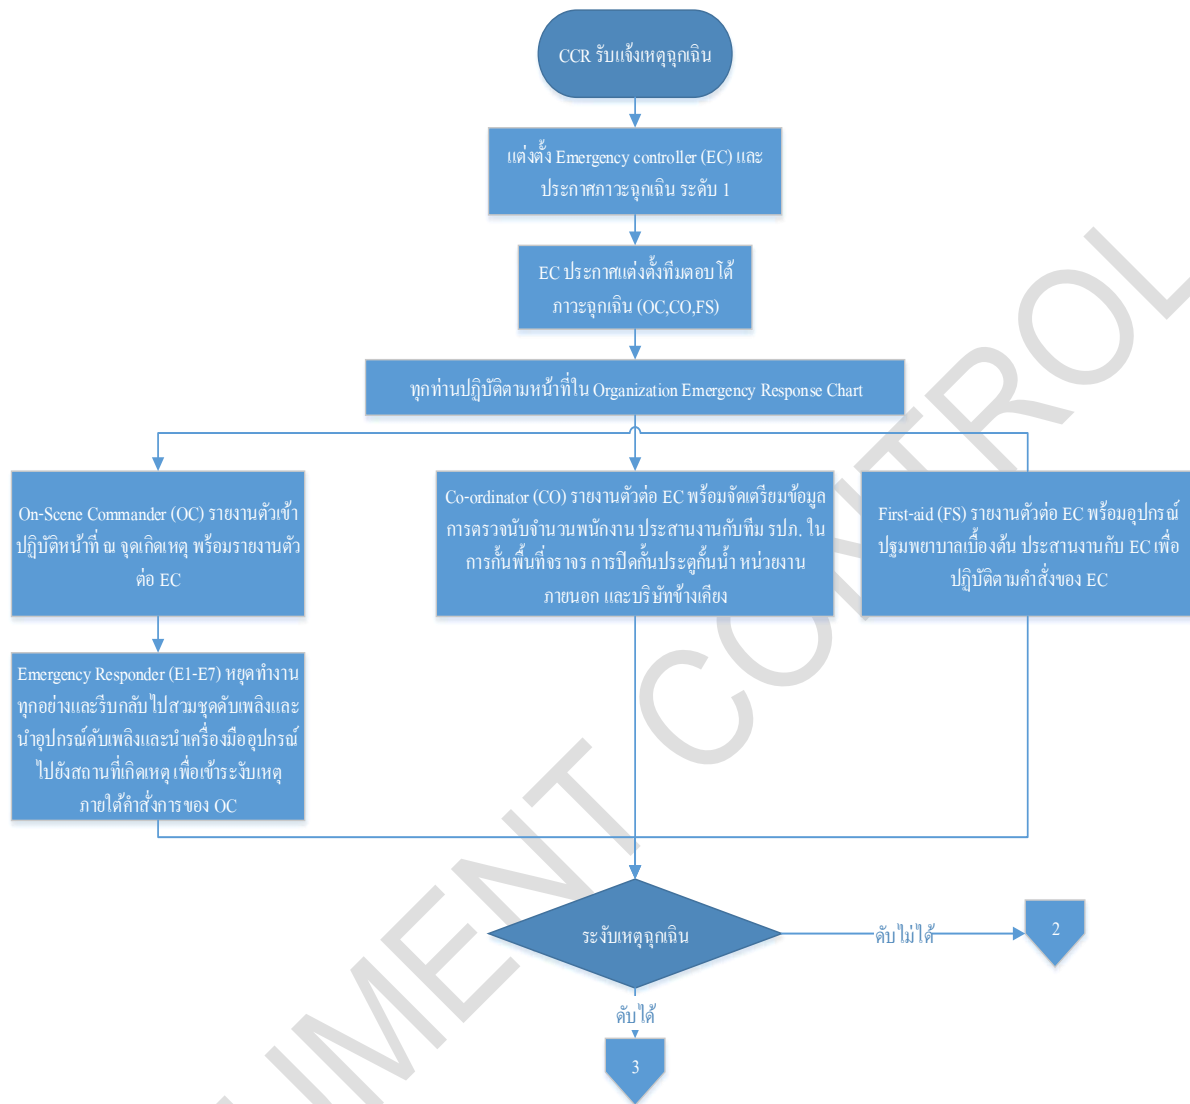 CCR รับแจ้งเหตุฉุกเฉิน
แต่งตั้ง Emergency controller (EC) และ
ประกาศภาวะฉุกเฉิน ระดับ 1
EC ประกาศแต่งตั้งทีมตอบโต้
ภาวะฉุกเฉิน (OC,CO,FS)
ทุกท่านปฏิบัติตามหน้าที่ใน Organization Emergency Response Chart
On-Scene Commander (OC) รายงานตัวเข้า
ปฏิบัติหน้าที่ ณ จุดเกิดเหตุ พร้อมรายงานตัว
ต่อ EC
Co-ordinator (CO) รายงานตัวต่อ EC พร้อมจัดเตรียมข้อมูล
การตรวจนับจำนวนพนักงาน ประสานงานกับทีม รปภ. ใน
การกั้นพื้นที่จราจร การปิดกั้นประตูกั้นน้ำ หน่วยงาน
ภายนอก และบริษัทข้างเคียง
First-aid (FS) รายงานตัวต่อ EC พร้อมอุปกรณ์
ปฐมพยาบาลเบื้องต้น ประสานงานกับ EC เพื่อ
ปฏิบัติตามคำสั่งของ EC
Emergency Responder (E1-E7) หยุดทำงาน
ทุกอย่างและรีบกลับไปสวมชุดดับเพลิงและ
นำอุปกรณ์ดับเพลิงและนำเครื่องมืออุปกรณ์
ไปยังสถานที่เกิดเหตุ เพื่อเข้าระงับเหตุ
ภายใต้คำสั่งการของ OC
ระงับเหตุฉุกเฉิน
ดับไม่ได้
2
ดับได้
3
UMENT CONTROL